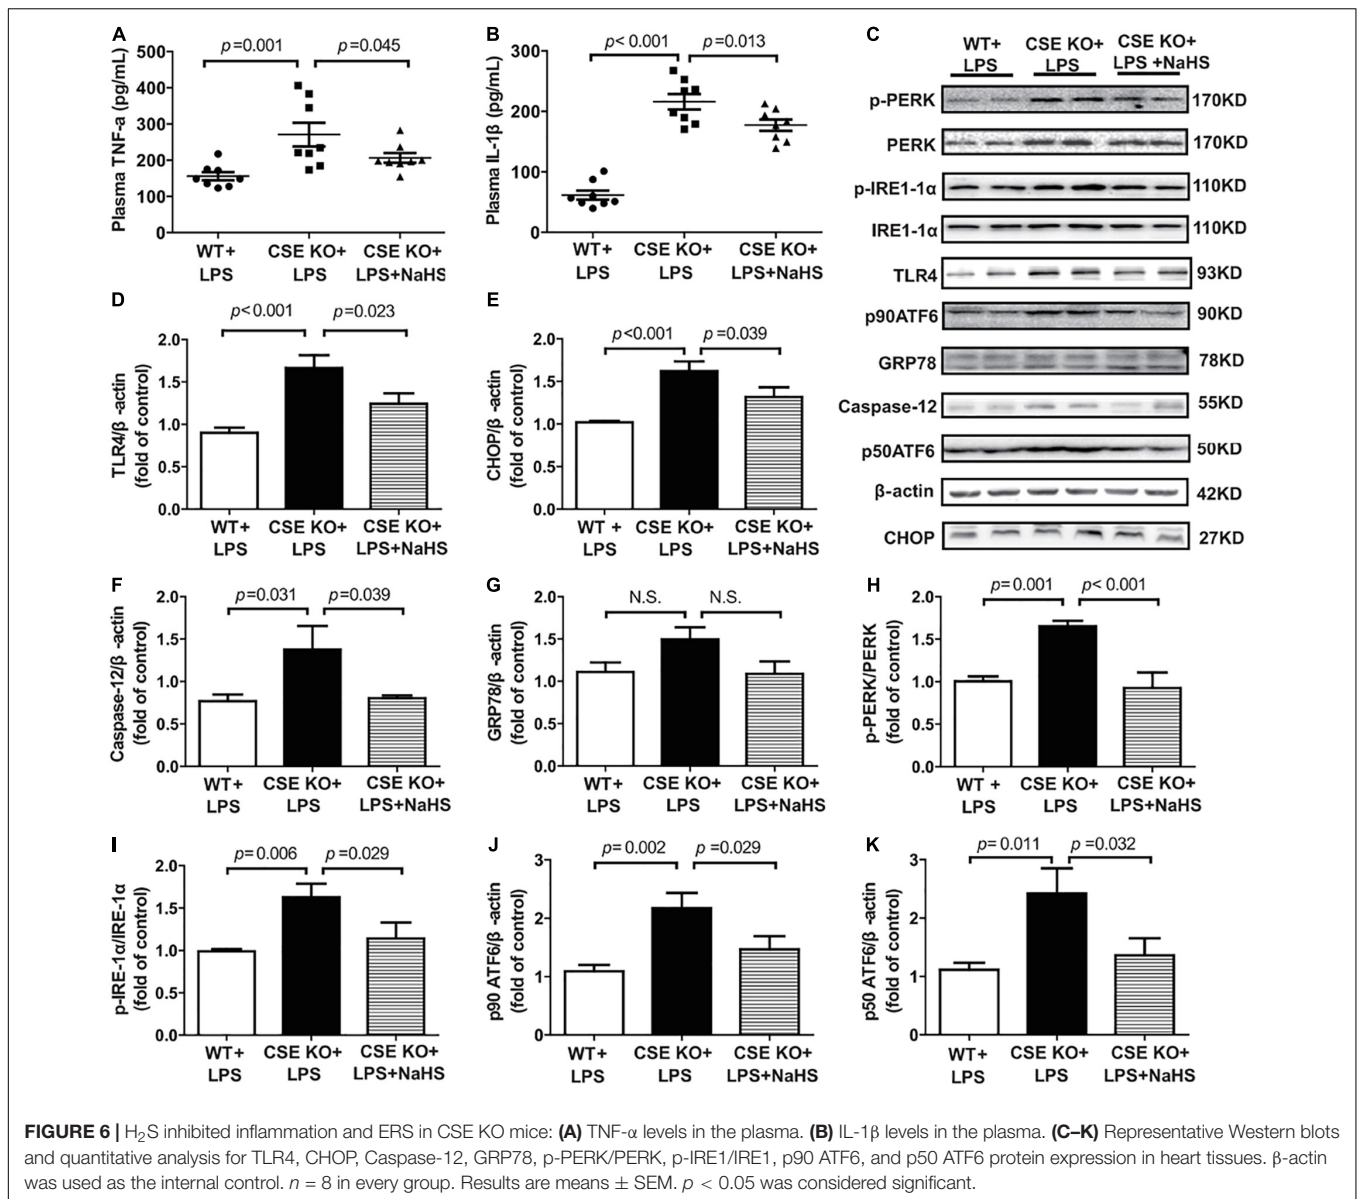 A
p=0.001
p=0.045
Plasma TNF-a (pg/mL)
500
400
300
200
100
0
WT+
LPS
CSE KO+
LPS
CSE KO+
LPS+NaHS
B
p< 0.001
p=0.013
Plasma IL-1β (pg/mL)
300
200
100
0
WT+
LPS
CSE KO+
LPS
CSE KO+
LPS+NaHS
C
WT+
LPS
CSE KO+
LPS
CSE KO+
LPS +NaHS
p-PERK 170KD
PERK 170KD
p-IRE1-1α 110KD
IRE1-1α 110KD
TLR4 93KD
p90ATF6 90KD
GRP78 78KD
Caspase-12 55KD
p50ATF6 50KD
β-actin 42KD
CHOP 27KD
D
p<0.001
p=0.023
TLR4/β -actin
(fold of control)
2.0
1.5
1.0
0.5
0.0
WT+
LPS
CSE KO+
LPS
CSE KO+
LPS+NaHS
E
p<0.001
p=0.039
CHOP/β -actin
(fold of control)
2.0
1.5
1.0
0.5
0.0
WT +
LPS
CSE KO+
LPS
CSE KO+
LPS+NaHS
F
p=0.031
p=0.039
Caspase-12/β -actin
(fold of control)
2.0
1.5
1.0
0.5
0.0
WT+
LPS
CSE KO+
LPS
CSE KO+
LPS+NaHS
G
N.S.
N.S.
GRP78/β -actin
(fold of control)
2.0
1.5
1.0
0.5
0.0
WT+
LPS
CSE KO+
LPS
CSE KO+
LPS+NaHS
H
p= 0.001
p< 0.001
p-PERK/PERK
(fold of control)
2.0
1.5
1.0
0.5
0.0
WT +
LPS
CSE KO+
LPS
CSE KO+
LPS+NaHS
I
p= 0.006
p=0.029
p-IRE-1α/IRE-1α
(fold of control)
2.0
1.5
1.0
0.5
0.0
WT+
LPS
CSE KO+
LPS
CSE KO+
LPS+NaHS
J
p= 0.002
p=0.029
p90 ATF6/β -actin
(fold of control)
3
2
1
0
WT+
LPS
CSE KO+
LPS
CSE KO+
LPS+NaHS
K
p= 0.011
p=0.032
p50 ATF6/β -actin
(fold of control)
3
2
1
0
WT+
LPS
CSE KO+
LPS
CSE KO+
LPS+NaHS
FIGURE 6 | H₂S inhibited inflammation and ERS in CSE KO mice: (A) TNF-α levels in the plasma. (B) IL-1β levels in the plasma. (C–K) Representative Western blots
and quantitative analysis for TLR4, CHOP, Caspase-12, GRP78, p-PERK/PERK, p-IRE1/IRE1, p90 ATF6, and p50 ATF6 protein expression in heart tissues. β-actin
was used as the internal control. n = 8 in every group. Results are means ± SEM. p < 0.05 was considered significant.